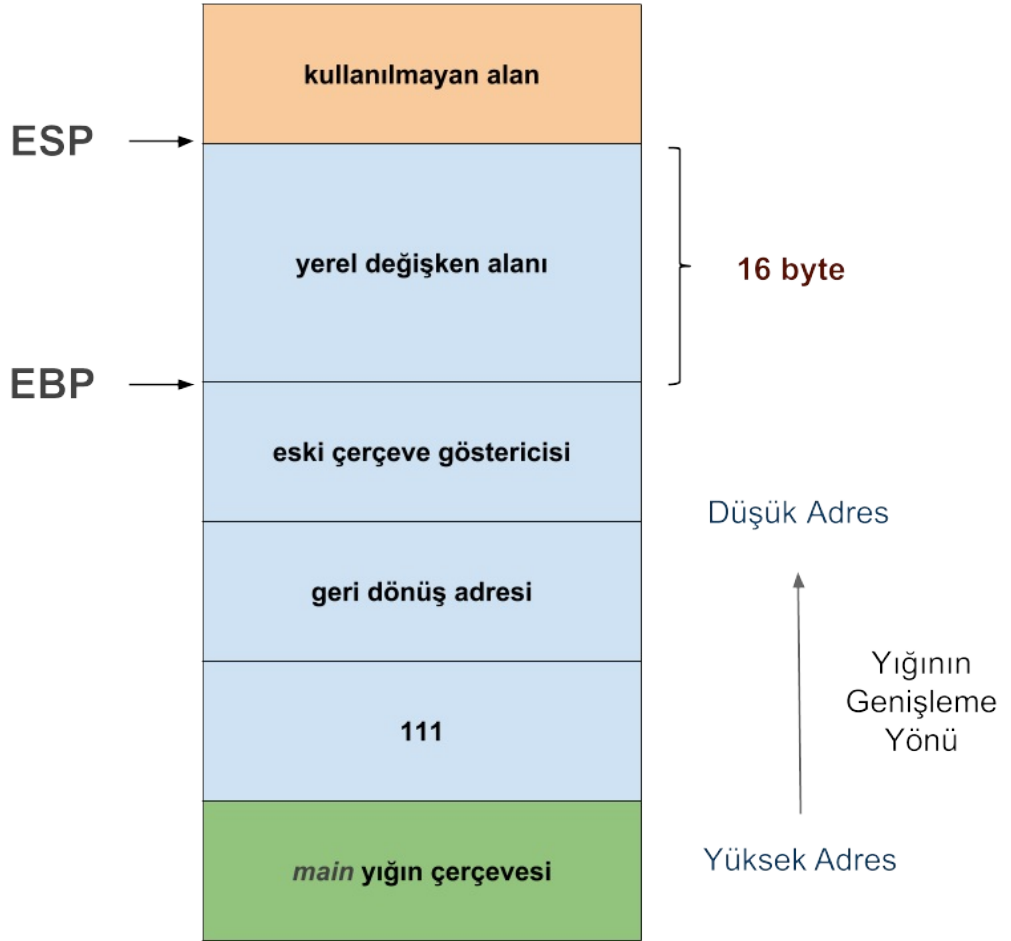 kullanılmayan alan
ESP
yerel değişken alanı
16 byte
EBP
eski çerçeve göstericisi
Düşük Adres
geri dönüş adresi
Yığının
Genişleme
Yönü
111
Yüksek Adres
main yığın çerçevesi